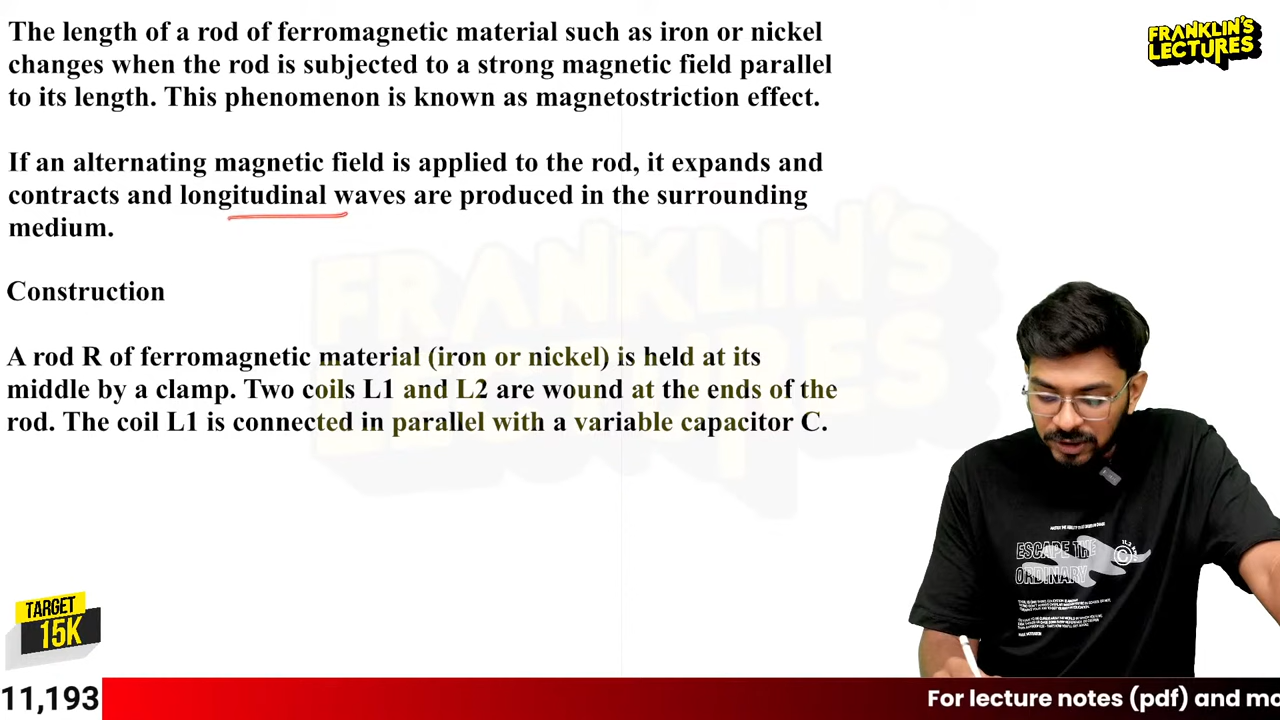 The length of a rod of ferromagnetic material such as iron or nickel
changes when the rod is subjected to a strong magnetic field parallel
to its length. This phenomenon is known as magnetostriction effect.
If an alternating magnetic field is applied to the rod, it expands and
contracts and longitudinal waves are produced in the surrounding
medium.
Construction
A rod R of ferromagnetic material (iron or nickel) is held at its
middle by a clamp. Two coils L1 and L2 are wound at the ends of the
rod. The coil L1 is connected in parallel with a variable capacitor C.
FRANKLIN'S
LECTURES
FRANKLIN'S
LECTURES
ESCAPE THE
ORDINARY
TARGET
15K
11,193
For lecture notes (pdf) and mo